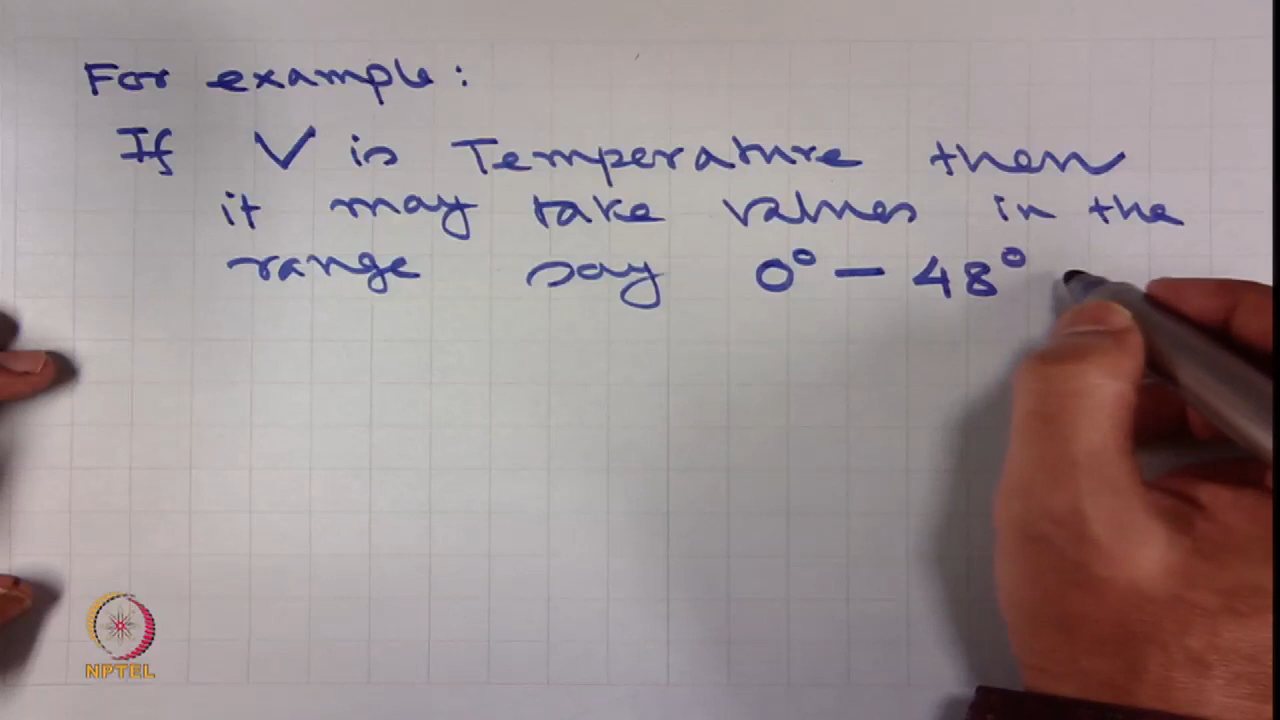 For example:
If V is Temperature then
it may take values in the
range say 0° – 48°
NPTEL